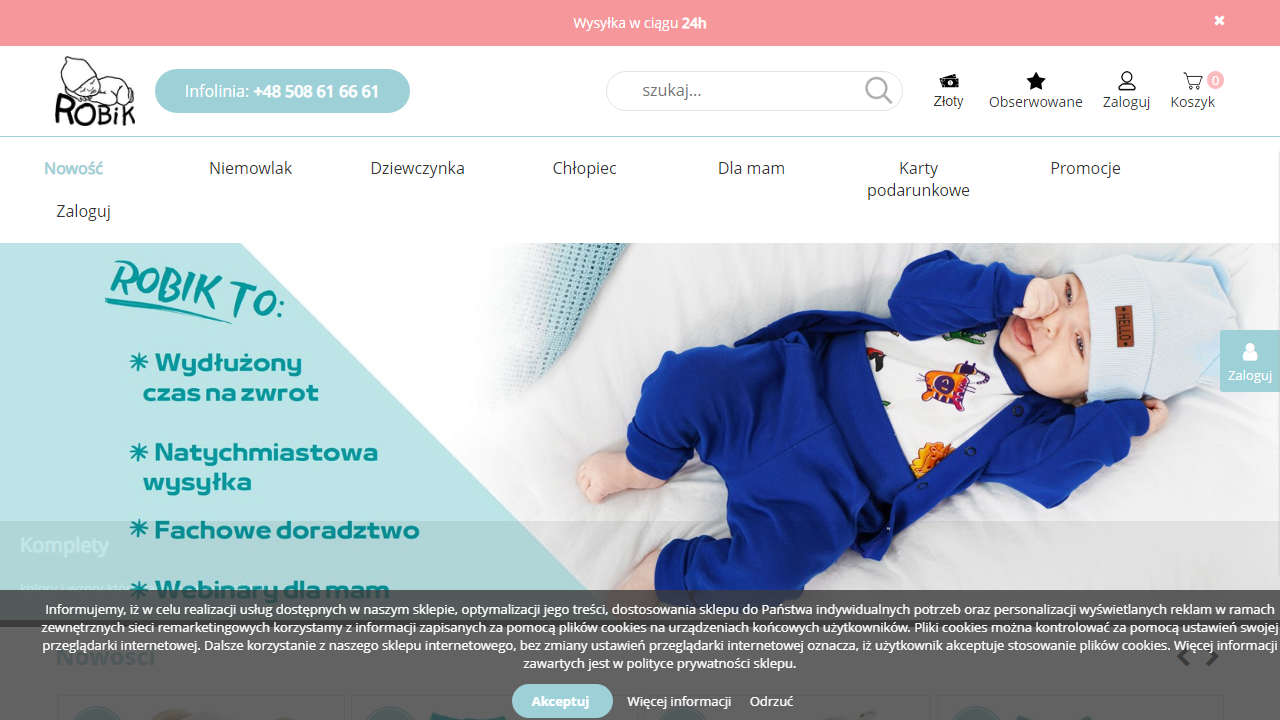 Wysyłka w ciągu 24h
ROBIK
Infolinia: +48 508 61 66 61
szukaj...
Złoty
Obserwowane
Zaloguj
0
Koszyk
Nowość
Niemowlak
Dziewczynka
Chłopiec
Dla mam
Karty
podarunkowe
Promocje
Zaloguj
ROBIK TO:
Wydłużony
czas na zwrot
Natychmiastowa
wysyłka
Fachowe doradztwo
Webinary dla mam
HELLO
Zaloguj
Komplety
kolory i wzory
Informujemy, iż w celu realizacji usług dostępnych w naszym sklepie, optymalizacji jego treści, dostosowania sklepu do Państwa indywidualnych potrzeb oraz personalizacji wyświetlanych reklam w ramach
zewnętrznych sieci remarketingowych korzystamy z informacji zapisanych za pomocą plików cookies na urządzeniach końcowych użytkowników. Pliki cookies można kontrolować za pomocą ustawień swojej
przeglądarki internetowej. Dalsze korzystanie z naszego sklepu internetowego, bez zmiany ustawień przeglądarki internetowej oznacza, iż użytkownik akceptuje stosowanie plików cookies. Więcej informacji
zawartych jest w polityce prywatności sklepu.
Nowości
Akceptuj
Więcej informacji
Odrzuć